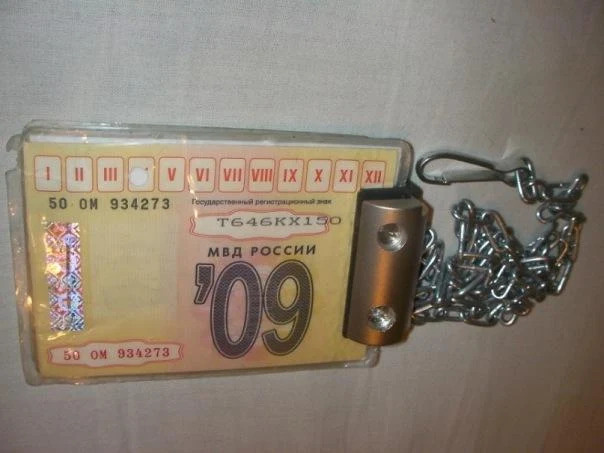 I II III V VI VII VIII IX X XI XII
50 ОМ 934273
Государственный регистрационный знак
Т646КХ150
МВД РОССИИ
'09
50 ОМ 934273